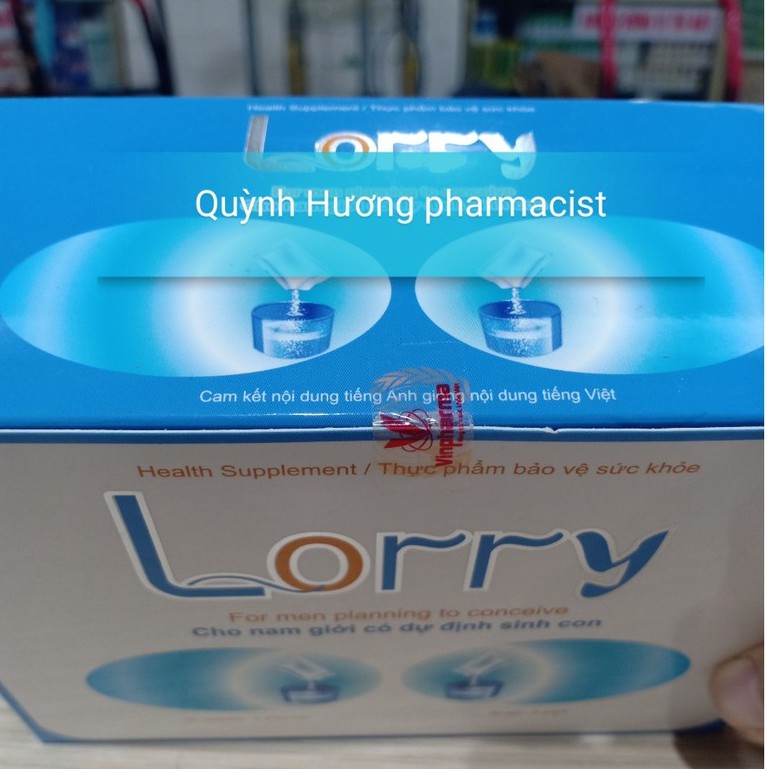 Health Supplement / Thực phẩm bảo vệ sức khỏe
Lorry
Quỳnh Hương pharmacist
Cam kết nội dung tiếng Anh giống nội dung tiếng Việt
Vinpharma
Health Supplement / Thực phẩm bảo vệ sức khỏe
Lorry
For men planning to conceive
Cho nam giới có dự định sinh con